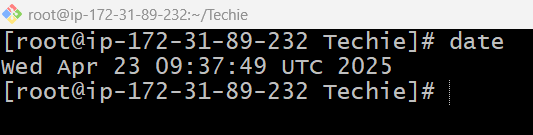 root@ip-172-31-89-232:~/Techie
[root@ip-172-31-89-232 Techie]# date
Wed Apr 23 09:37:49 UTC 2025
[root@ip-172-31-89-232 Techie]#